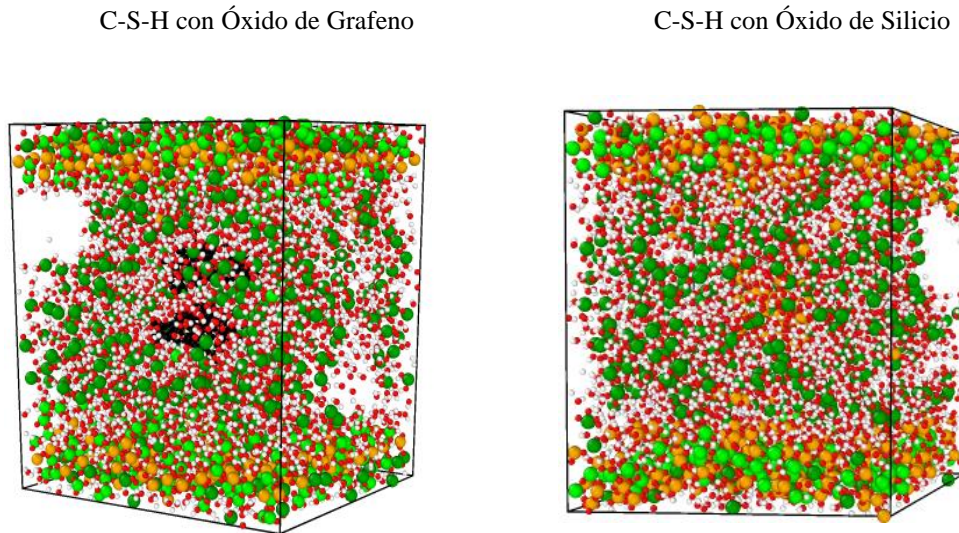 C-S-H con Óxido de Grafeno
C-S-H con Óxido de Silicio